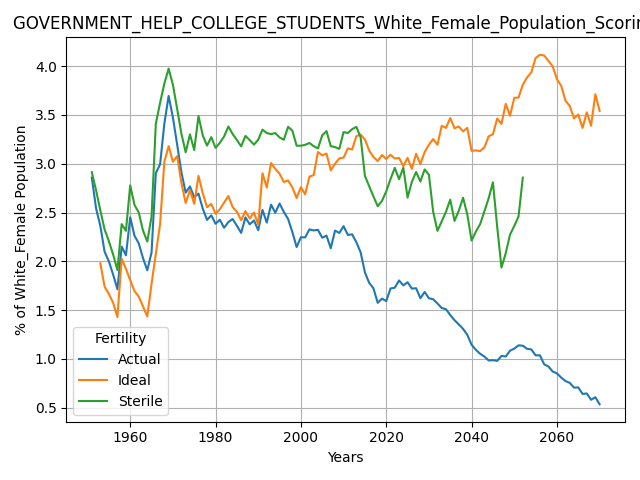 GOVERNMENT_HELP_COLLEGE_STUDENTS_White_Female_Population_Scorin
% of White_Female Population
4.0
3.5
3.0
2.5
2.0
1.5
1.0
0.5
Fertility
Actual
Ideal
Sterile
1960 1980 2000 2020 2040 2060
Years